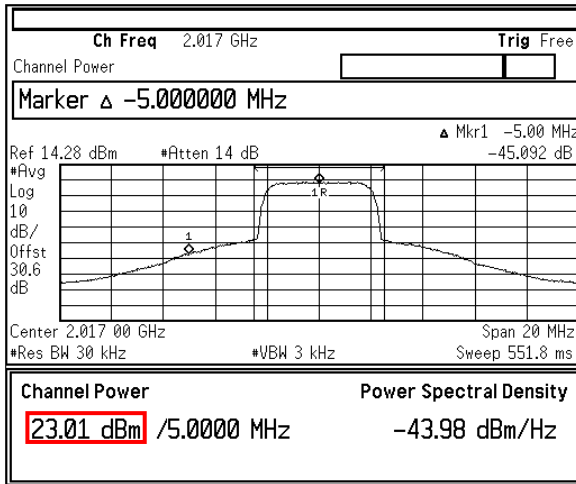 Ch Freq 2.017 GHz Trig Free
Channel Power
Marker ∆ -5.000000 MHz
∆ Mkr1 -5.00 MHz
Ref 14.28 dBm #Atten 14 dB -45.092 dB
#Avg
Log
10
dB/
Offst
30.6
dB
1R
1
Center 2.017 00 GHz Span 20 MHz
#Res BW 30 kHz #VBW 3 kHz Sweep 551.8 ms
Channel Power Power Spectral Density
23.01 dBm /5.0000 MHz -43.98 dBm/Hz